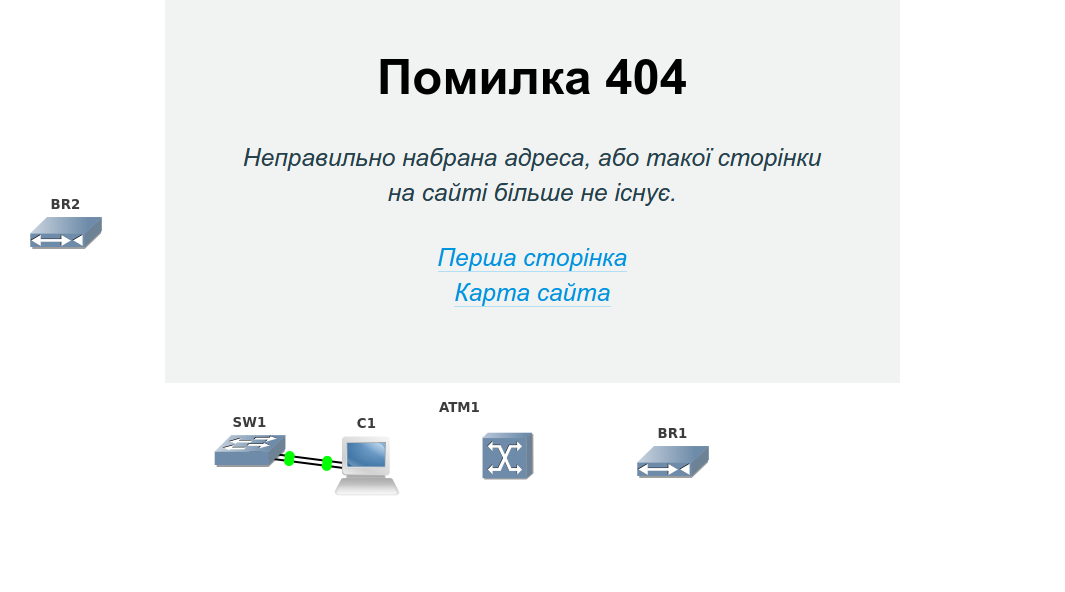 Помилка 404
Неправильно набрана адреса, або такої сторінки
на сайті більше не існує.
BR2
Перша сторінка
Карта сайта
ATM1
SW1
C1
BR1